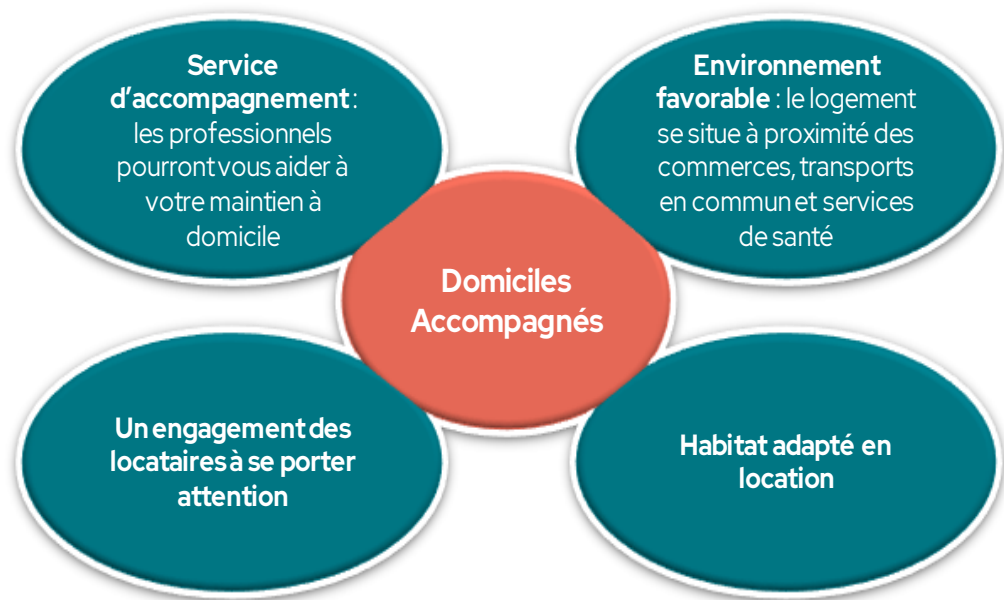 Service
d’accompagnement :
les professionnels
pourront vous aider à
votre maintien à
domicile
Environnement
favorable : le logement
se situe à proximité des
commerces, transports
en commun et services
de santé
Domiciles
Accompagnés
Un engagement des
locataires à se porter
attention
Habitat adapté en
location